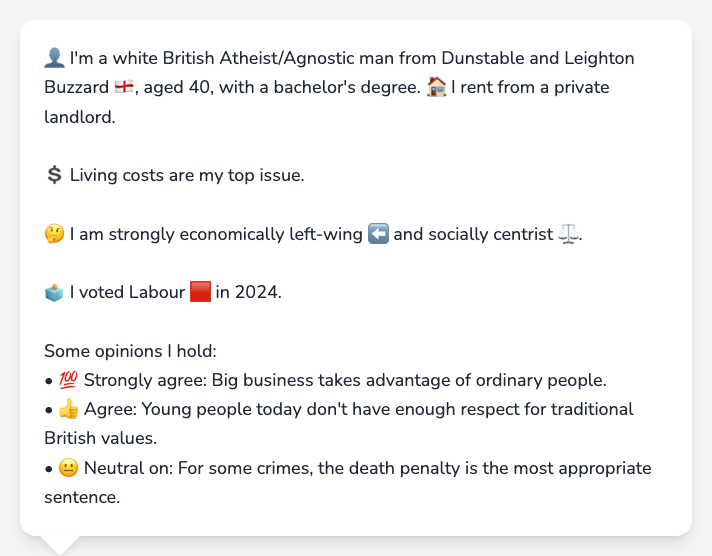 👤 I'm a white British Atheist/Agnostic man from Dunstable and Leighton
Buzzard 🏴󠁧󠁢󠁥󠁮󠁧󠁿, aged 40, with a bachelor's degree. 🏠 I rent from a private
landlord.
💲 Living costs are my top issue.
🤔 I am strongly economically left-wing ⬅️ and socially centrist ⚖️.
🗳️ I voted Labour 🟥 in 2024.
Some opinions I hold:
• 💯 Strongly agree: Big business takes advantage of ordinary people.
• 👍 Agree: Young people today don't have enough respect for traditional
British values.
• 😐 Neutral on: For some crimes, the death penalty is the most appropriate
sentence.